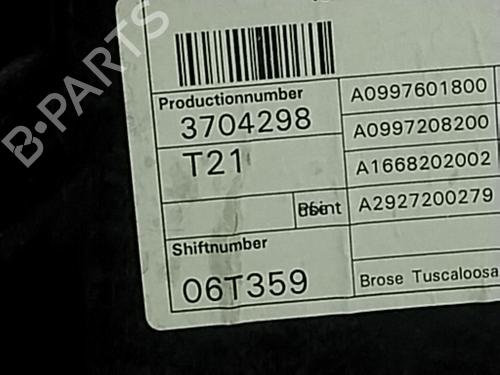 B-PARTS
Productionnumber
3704298
T21
Shiftnumber
06T359
A0997601800
A0997208200
A1668202002
A2927200279
Brose Tuscaloosa